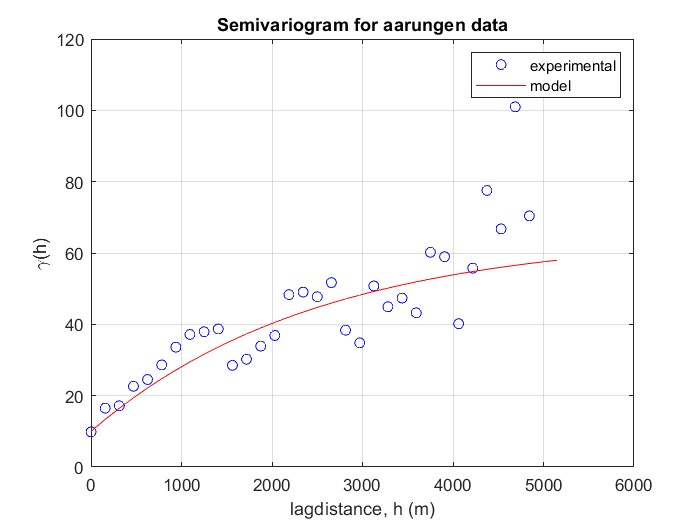 Semivariogram for aarungen data
experimental
model
120
100
80
60
40
20
0
γ(h)
0 1000 2000 3000 4000 5000 6000
lagdistance, h (m)